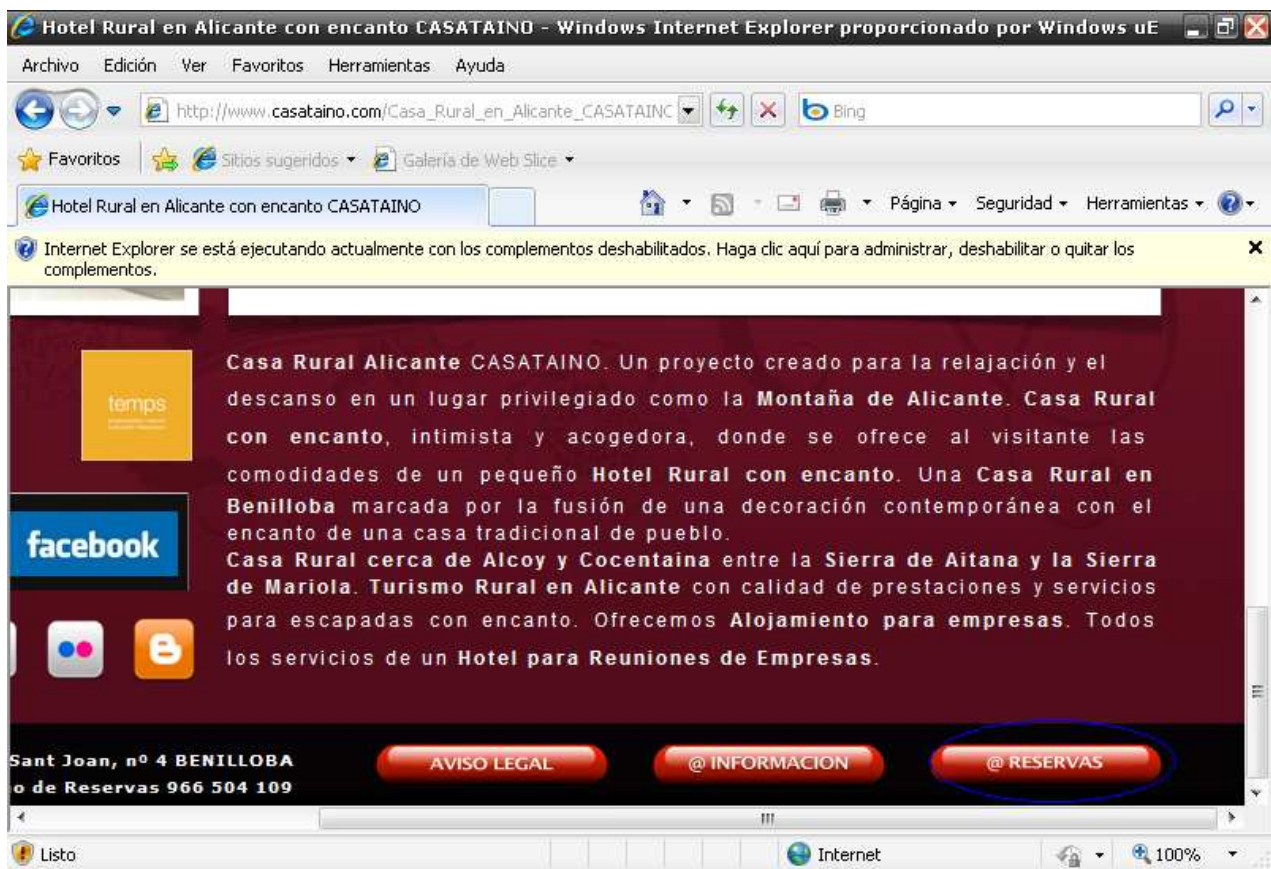 Hotel Rural en Alicante con encanto CASATAINO - Windows Internet Explorer proporcionado por Windows uE
Archivo Edición Ver Favoritos Herramientas Ayuda
http://www.casataino.com/Casa_Rural_en_Alicante_CASATAINO Bing
Favoritos Sitios sugeridos Galería de Web Slice
Hotel Rural en Alicante con encanto CASATAINO Página Seguridad Herramientas
Internet Explorer se está ejecutando actualmente con los complementos deshabilitados. Haga clic aquí para administrar, deshabilitar o quitar los
complementos.
temps
facebook
Casa Rural Alicante CASATAINO. Un proyecto creado para la relajación y el
descanso en un lugar privilegiado como la Montaña de Alicante. Casa Rural
con encanto, intimista y acogedora, donde se ofrece al visitante las
comodidades de un pequeño Hotel Rural con encanto. Una Casa Rural en
Benilloba marcada por la fusión de una decoración contemporánea con el
encanto de una casa tradicional de pueblo.
Casa Rural cerca de Alcoy y Cocentaina entre la Sierra de Aitana y la Sierra
de Mariola. Turismo Rural en Alicante con calidad de prestaciones y servicios
para escapadas con encanto. Ofrecemos Alojamiento para empresas. Todos
los servicios de un Hotel para Reuniones de Empresas.
Sant Joan, nº 4 BENILLOBA
o de Reservas 966 504 109
AVISO LEGAL @ INFORMACION @ RESERVAS
Listo Internet 100%